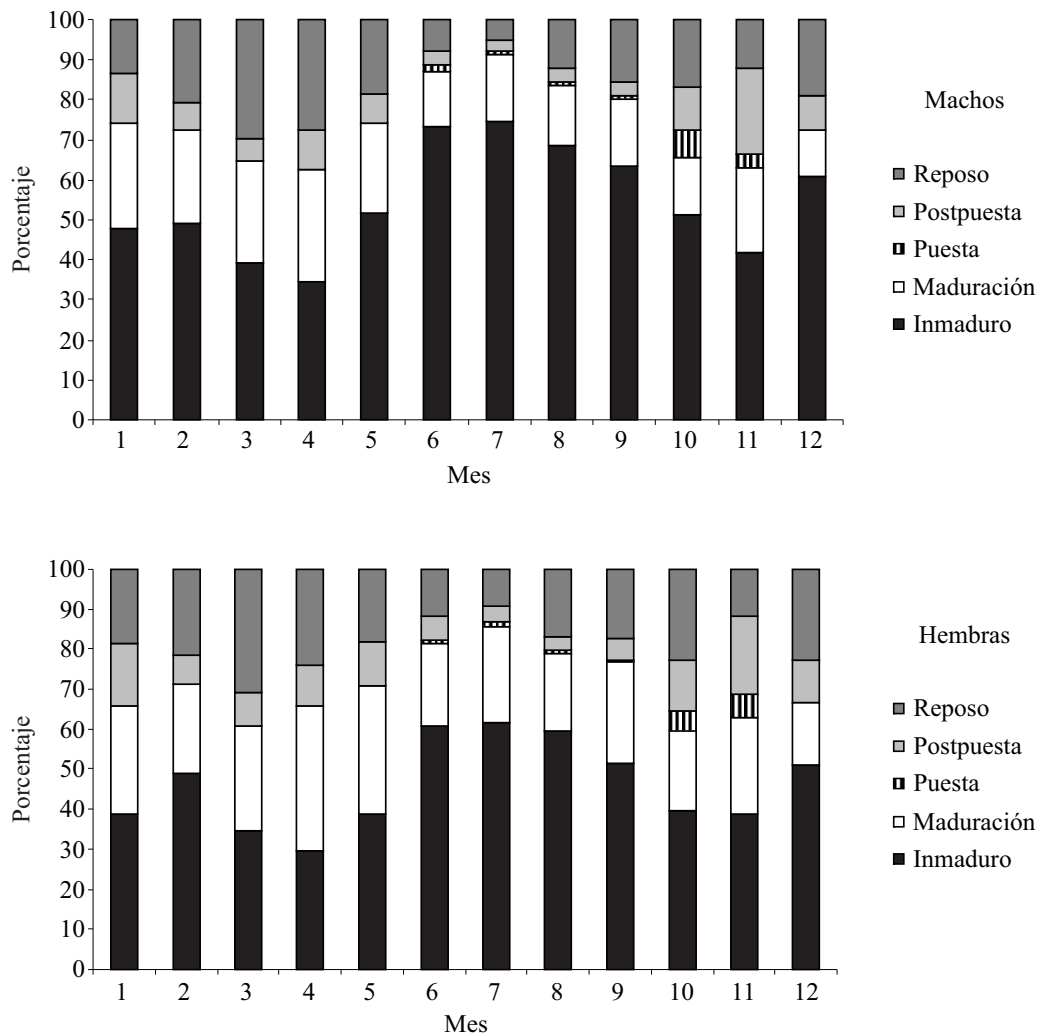 100
90
80
70
60
50
40
30
20
10
0
Porcentaje
1 2 3 4 5 6 7 8 9 10 11 12
Mes
Machos
Reposo
Postpuesta
Puesta
Maduración
Inmaduro
100
90
80
70
60
50
40
30
20
10
0
Porcentaje
1 2 3 4 5 6 7 8 9 10 11 12
Mes
Hembras
Reposo
Postpuesta
Puesta
Maduración
Inmaduro